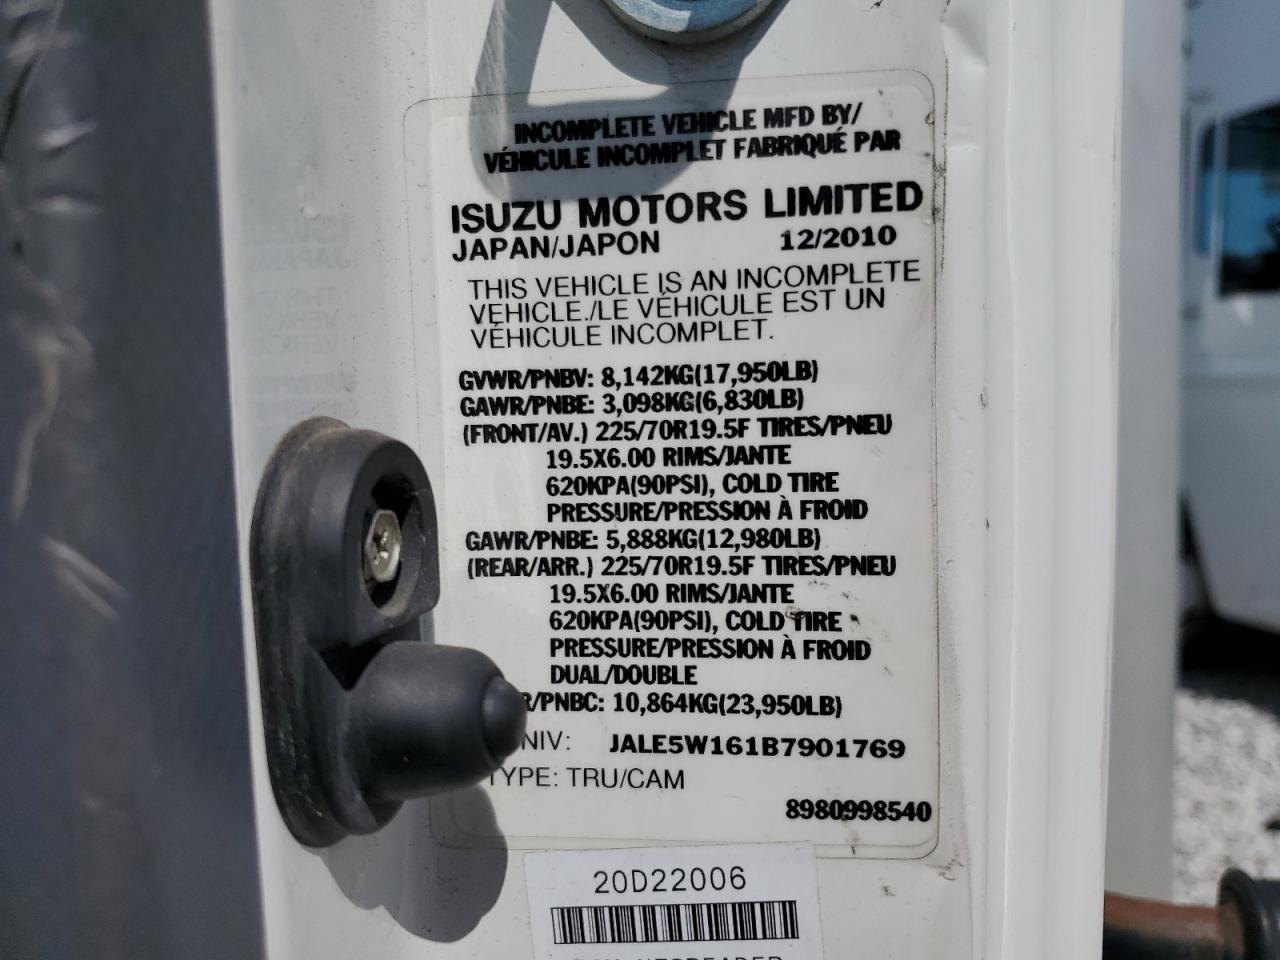 INCOMPLETE VEHICLE MFD BY/
VÉHICULE INCOMPLET FABRIQUÉ PAR
ISUZU MOTORS LIMITED
JAPAN/JAPON 12/2010
THIS VEHICLE IS AN INCOMPLETE
VEHICLE./LE VÉHICULE EST UN
VÉHICULE INCOMPLET.
GVWR/PNBV: 8,142KG(17,950LB)
GAWR/PNBE: 3,098KG(6,830LB)
(FRONT/AV.) 225/70R19.5F TIRES/PNEU
19.5X6.00 RIMS/JANTE
620KPA(90PSI), COLD TIRE
PRESSURE/PRESSION À FROID
GAWR/PNBE: 5,888KG(12,980LB)
(REAR/ARR.) 225/70R19.5F TIRES/PNEU
19.5X6.00 RIMS/JANTE
620KPA(90PSI), COLD TIRE
PRESSURE/PRESSION À FROID
DUAL/DOUBLE
R/PNBC: 10,864KG(23,950LB)
NIV: JALE5W161B7901769
TYPE: TRU/CAM
8980998540
20D22006